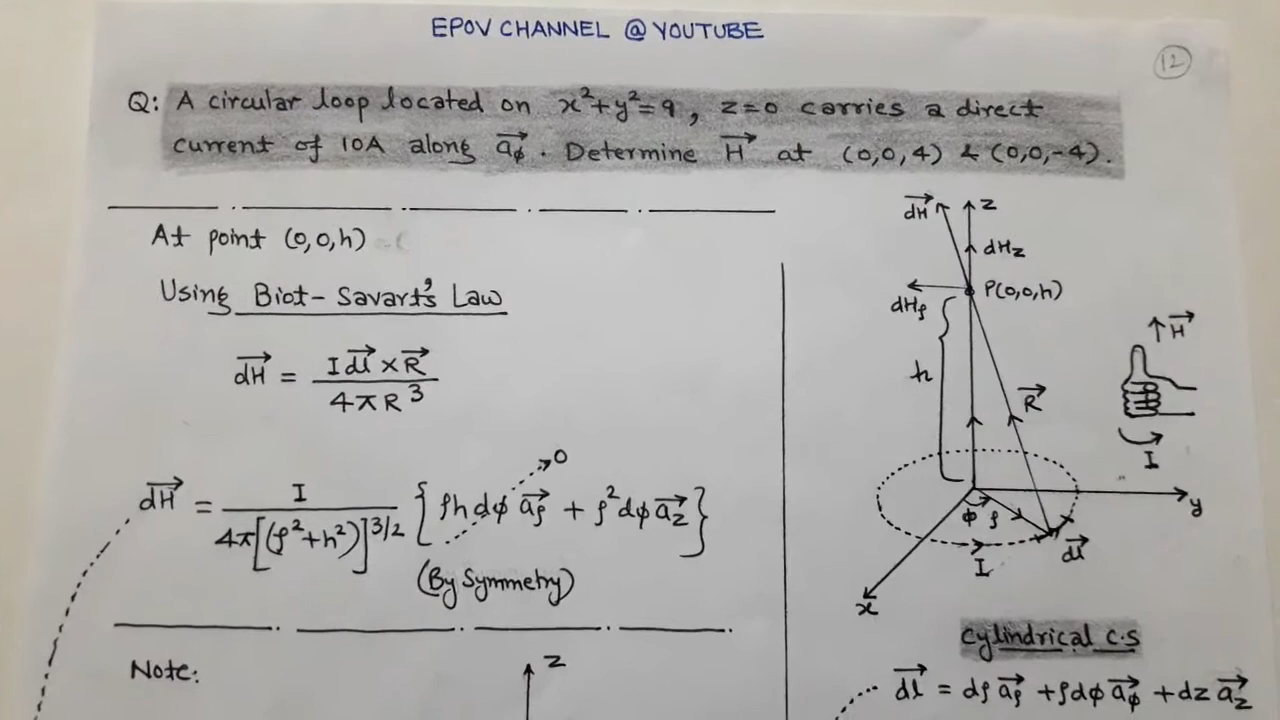 EPOV CHANNEL @ YOUTUBE
12
Q: A circular loop located on x²+y²=9, z=0 carries a direct
current of 10A along a⃗ϕ. Determine H⃗ at (0,0,4) & (0,0,-4).
At point (0,0,h)
Using Biot-Savart's Law
dH⃗ = I dl⃗ × R⃗ / 4πR³
dH⃗ = I / 4π[(ρ²+h²)]^3/2 { ρh dϕ a⃗ρ + ρ²dϕ a⃗z }
0
(By Symmetry)
Note:
z
dH⃗
z
dHz
dHρ
P(0,0,h)
h
R⃗
H⃗
I
ϕ
ρ
y
dl⃗
I
x
Cylindrical C.S
dl⃗ = dρ a⃗ρ + ρdϕ a⃗ϕ + dz a⃗z